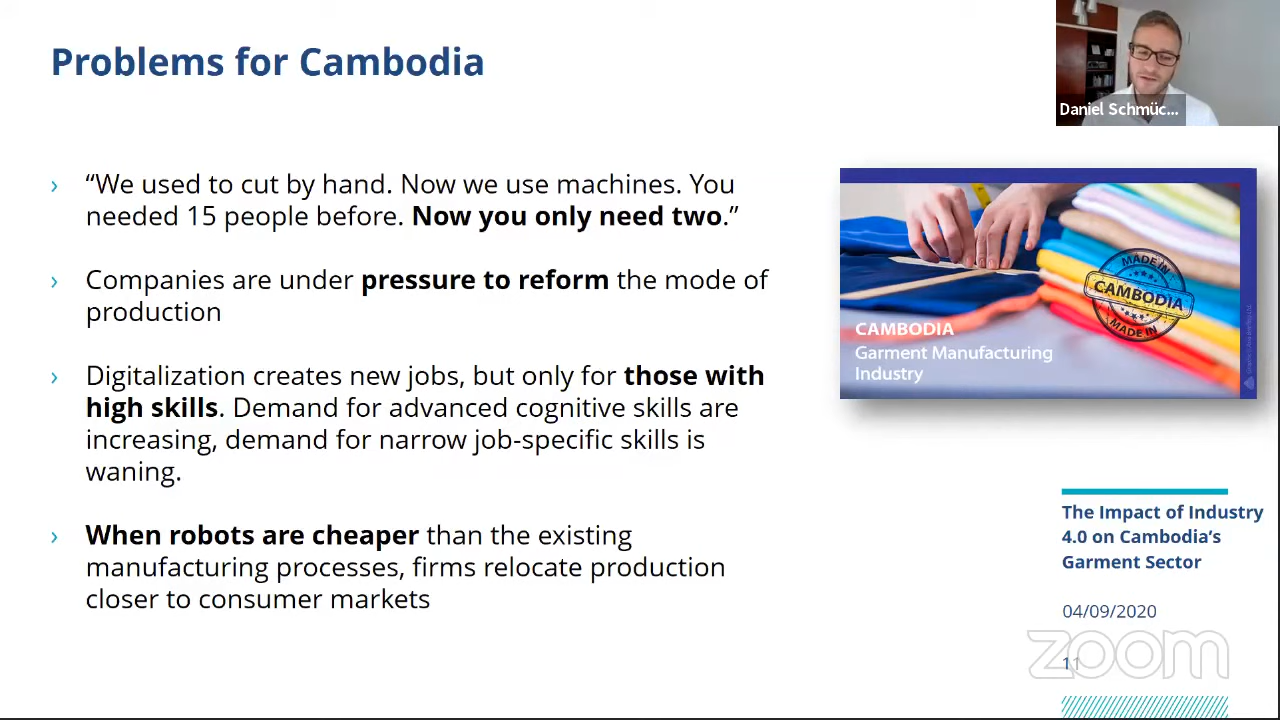 Problems for Cambodia
Daniel Schmüc...
“We used to cut by hand. Now we use machines. You
needed 15 people before. Now you only need two.”
Companies are under pressure to reform the mode of
production
Digitalization creates new jobs, but only for those with
high skills. Demand for advanced cognitive skills are
increasing, demand for narrow job-specific skills is
waning.
When robots are cheaper than the existing
manufacturing processes, firms relocate production
closer to consumer markets
MADE IN
CAMBODIA
MADE IN
CAMBODIA
Garment Manufacturing
Industry
The Impact of Industry
4.0 on Cambodia’s
Garment Sector
04/09/2020
zoom
11